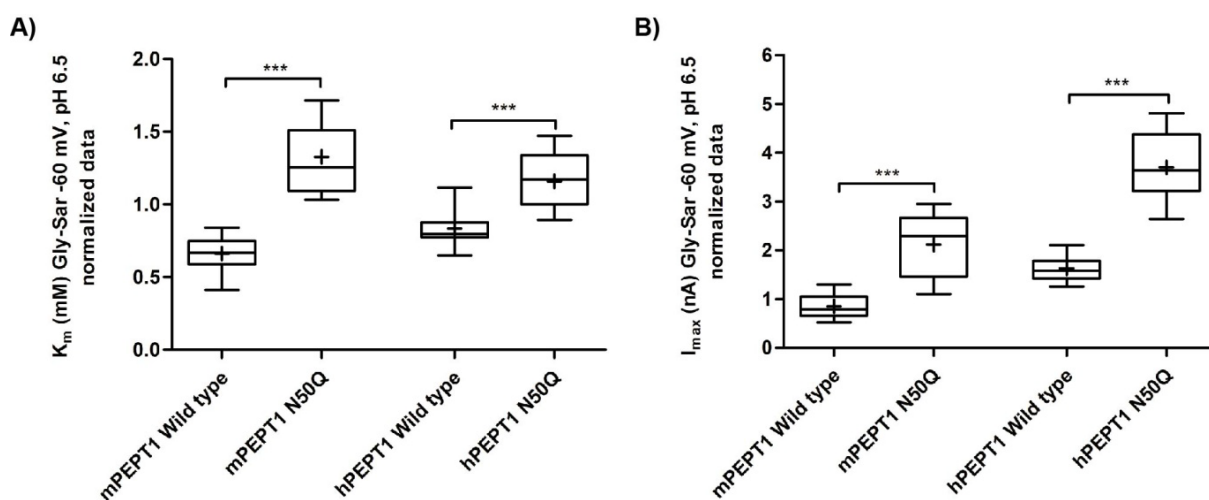 A)
K_m (mM) Gly-Sar -60 mV, pH 6.5
normalized data
2.0
1.5
1.0
0.5
0.0
***
***
mPEPT1 Wild type
mPEPT1 N50Q
hPEPT1 Wild type
hPEPT1 N50Q
B)
I_max (nA) Gly-Sar -60 mV, pH 6.5
normalized data
6
5
4
3
2
1
0
***
***
mPEPT1 Wild type
mPEPT1 N50Q
hPEPT1 Wild type
hPEPT1 N50Q